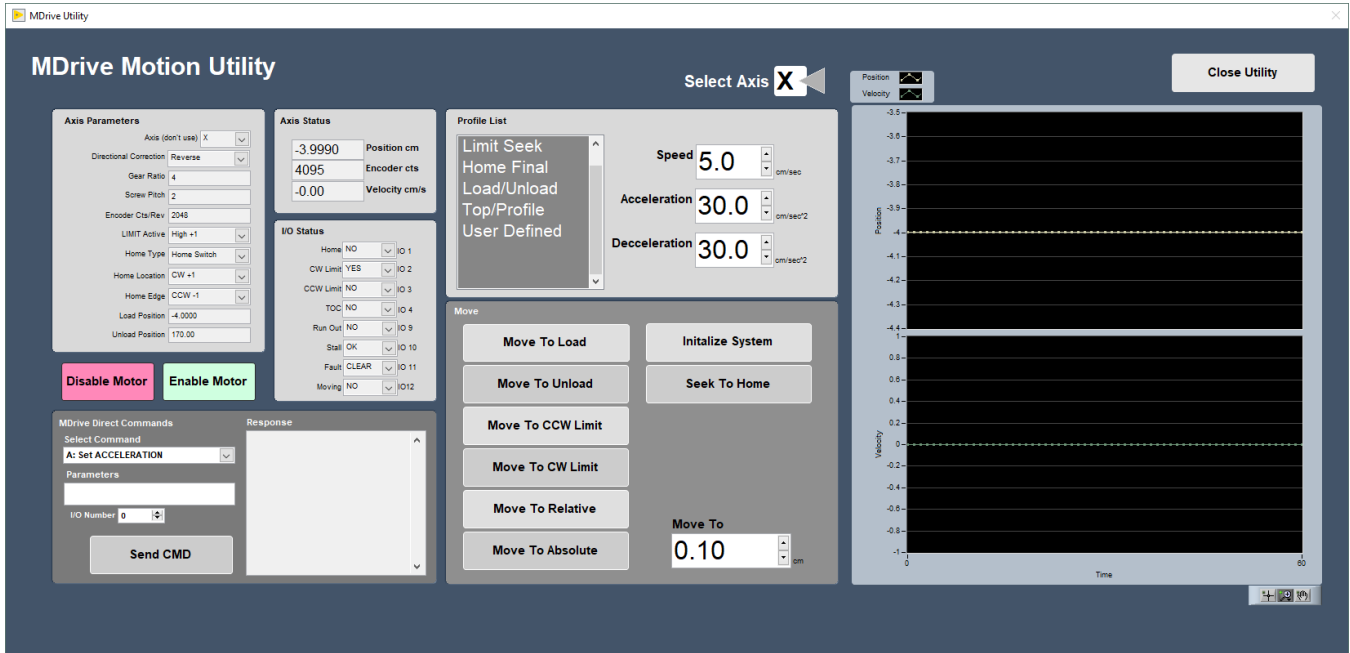 MDrive Utility
MDrive Motion Utility
Select Axis X
Position
Velocity
Close Utility
Axis Parameters
Axis (don't use) X
Directional Correction Reverse
Gear Ratio 4
Screw Pitch 2
Encoder Cts/Rev 2048
LIMIT Active High +1
Home Type Home Switch
Home Location CW +1
Home Edge CCW -1
Load Position -4.0000
Unload Position 170.00
Disable Motor
Enable Motor
Axis Status
-3.9990 Position cm
4095 Encoder cts
-0.00 Velocity cm/s
I/O Status
Home NO IO 1
CW Limit YES IO 2
CCW Limit NO IO 3
TOC NO IO 4
Run Out NO IO 9
Stall OK IO 10
Fault CLEAR IO 11
Moving NO IO12
MDrive Direct Commands
Select Command
A: Set ACCELERATION
Parameters
I/O Number 0
Send CMD
Response
Profile List
Limit Seek
Home Final
Load/Unload
Top/Profile
User Defined
Speed 5.0 cm/sec
Acceleration 30.0 cm/sec^2
Decceleration 30.0 cm/sec^2
Move
Move To Load
Move To Unload
Move To CCW Limit
Move To CW Limit
Move To Relative
Move To Absolute
Initalize System
Seek To Home
Move To
0.10 cm
Position
-3.5
-3.6
-3.7
-3.8
-3.9
-4
-4.1
-4.2
-4.3
-4.4
Velocity
1
0.8
0.6
0.4
0.2
0
-0.2
-0.4
-0.6
-0.8
-1
0
60
Time